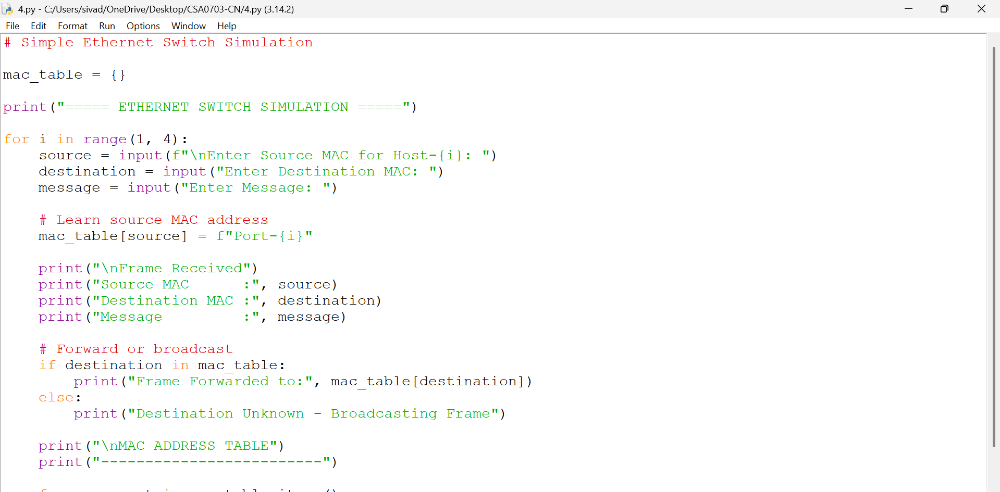 4.py - C:/Users/sivad/OneDrive/Desktop/CSA0703-CN/4.py (3.14.2)
File Edit Format Run Options Window Help
# Simple Ethernet Switch Simulation
mac_table = {}
print("===== ETHERNET SWITCH SIMULATION =====")
for i in range(1, 4):
    source = input(f"\nEnter Source MAC for Host-{i}: ")
    destination = input("Enter Destination MAC: ")
    message = input("Enter Message: ")
    # Learn source MAC address
    mac_table[source] = f"Port-{i}"
    print("\nFrame Received")
    print("Source MAC      :", source)
    print("Destination MAC :", destination)
    print("Message         :", message)
    # Forward or broadcast
    if destination in mac_table:
        print("Frame Forwarded to:", mac_table[destination])
    else:
        print("Destination Unknown - Broadcasting Frame")
    print("\nMAC ADDRESS TABLE")
    print("-------------------------")